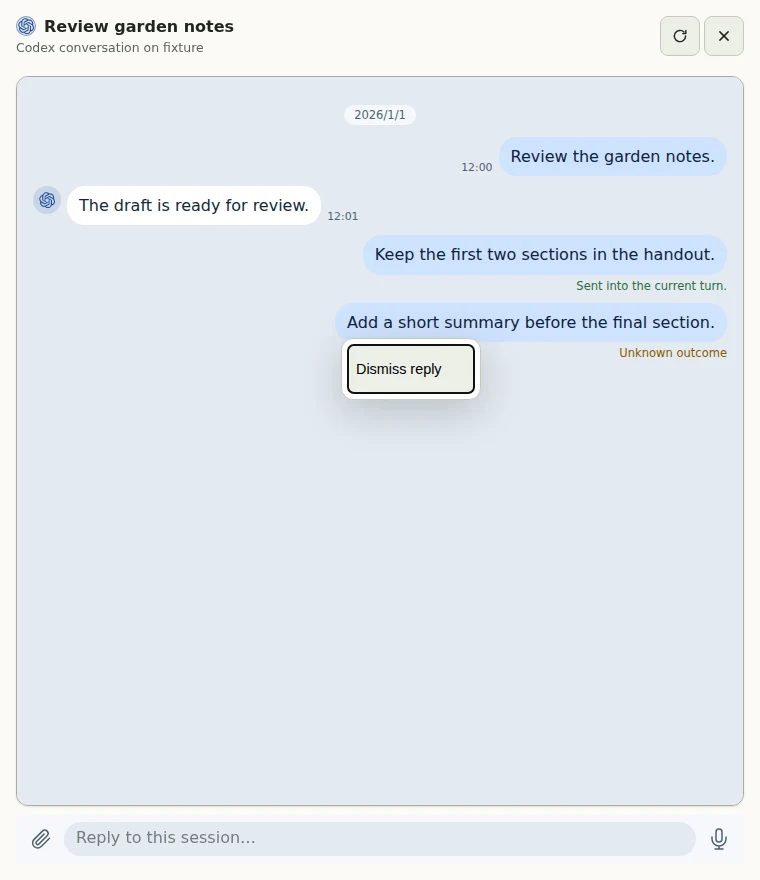 Review garden notes
Codex conversation on fixture
2026/1/1
12:00 Review the garden notes.
The draft is ready for review. 12:01
Keep the first two sections in the handout.
Sent into the current turn.
Add a short summary before the final section.
Unknown outcome
Dismiss reply
Reply to this session...